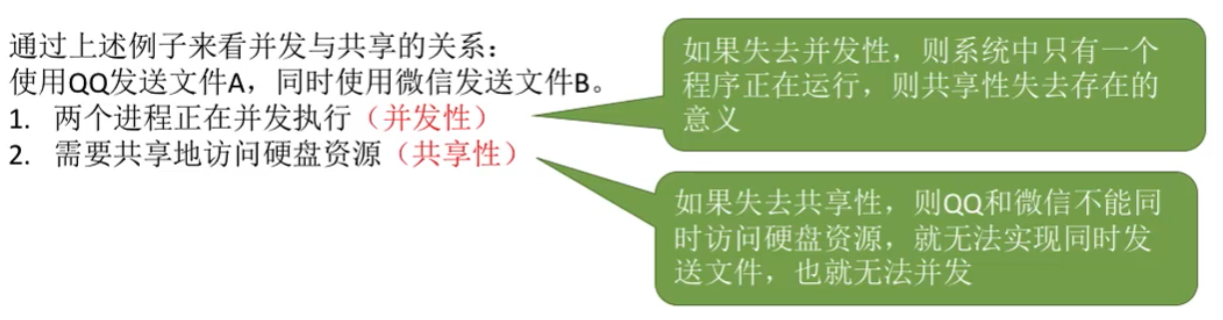 通过上述例子来看并发与共享的关系：
使用QQ发送文件A，同时使用微信发送文件B。
1. 两个进程正在并发执行（并发性）
2. 需要共享地访问硬盘资源（共享性）
如果失去并发性，则系统中只有一个
程序正在运行，则共享性失去存在的
意义
如果失去共享性，则QQ和微信不能同
时访问硬盘资源，就无法实现同时发
送文件，也就无法并发